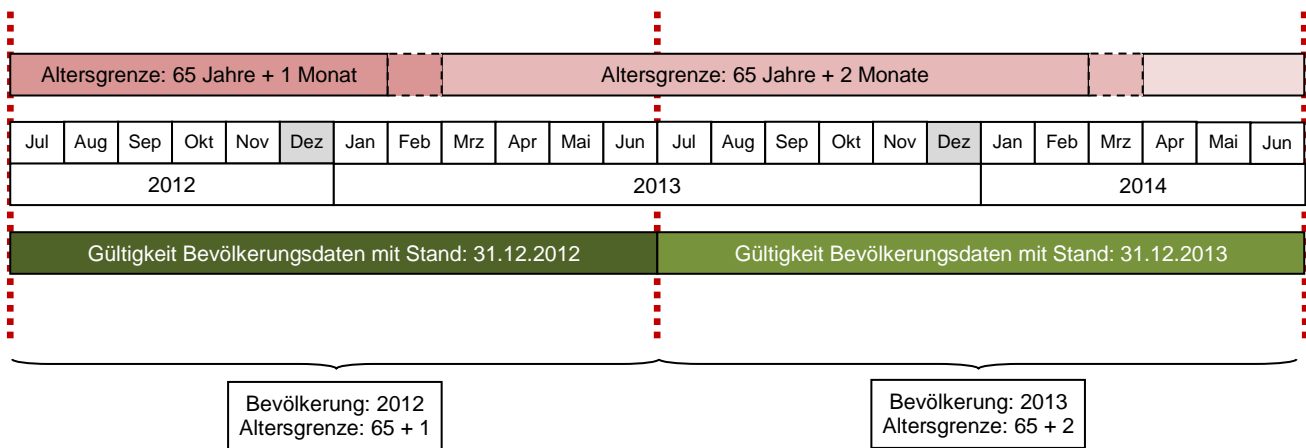 Altersgrenze: 65 Jahre + 1 Monat Altersgrenze: 65 Jahre + 2 Monate
Jul Aug Sep Okt Nov Dez Jan Feb Mrz Apr Mai Jun Jul Aug Sep Okt Nov Dez Jan Feb Mrz Apr Mai Jun
2012 2013 2014
Gültigkeit Bevölkerungsdaten mit Stand: 31.12.2012 Gültigkeit Bevölkerungsdaten mit Stand: 31.12.2013
Bevölkerung: 2012
Altersgrenze: 65 + 1
Bevölkerung: 2013
Altersgrenze: 65 + 2